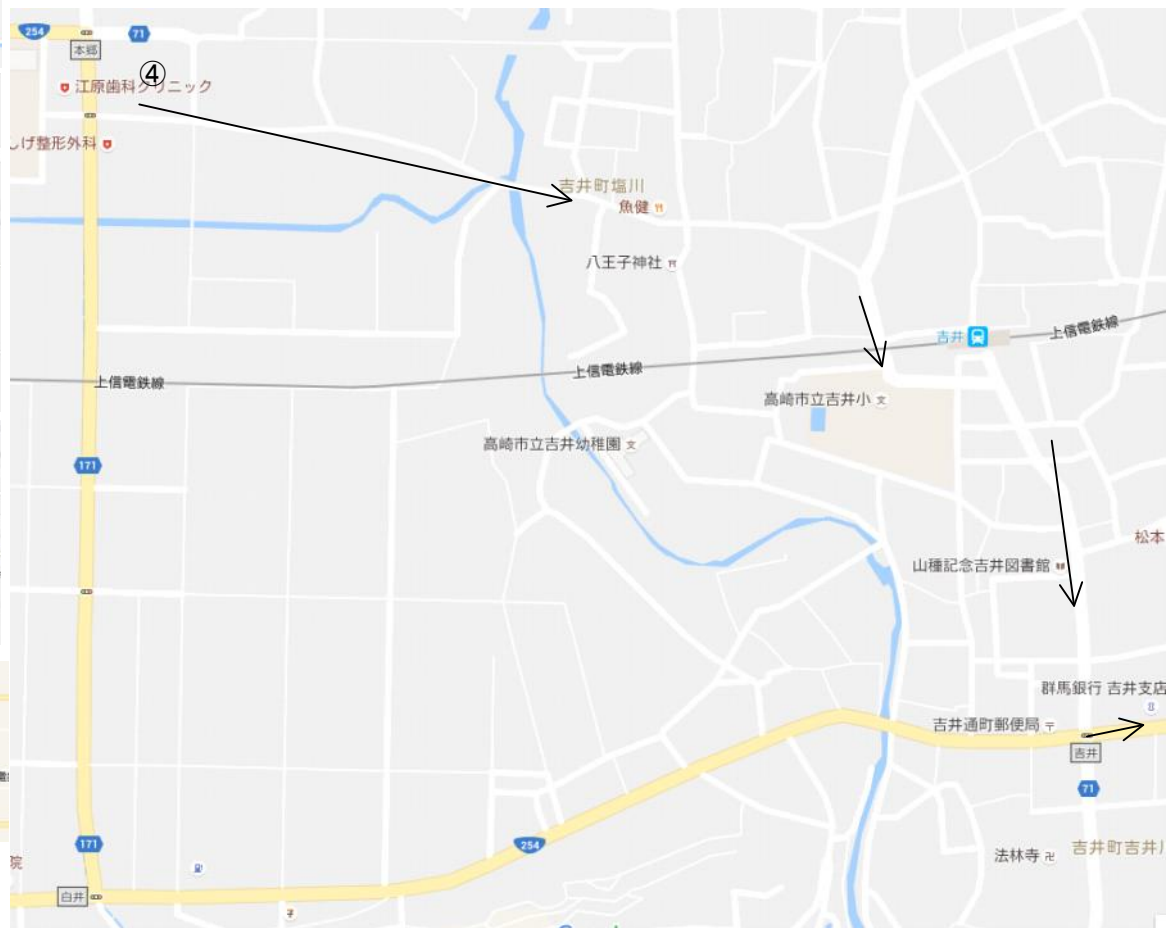 254
71
本郷
④
江原歯科クリニック
しげ整形外科
吉井町塩川
魚健
八王子神社
吉井
上信電鉄線
上信電鉄線
上信電鉄線
高崎市立吉井小
文
高崎市立吉井幼稚園
文
171
松本
山種記念吉井図書館
群馬銀行 吉井支店
吉井通町郵便局
〒
吉井
71
171
254
法林寺
卍
吉井町吉井川
院
白井